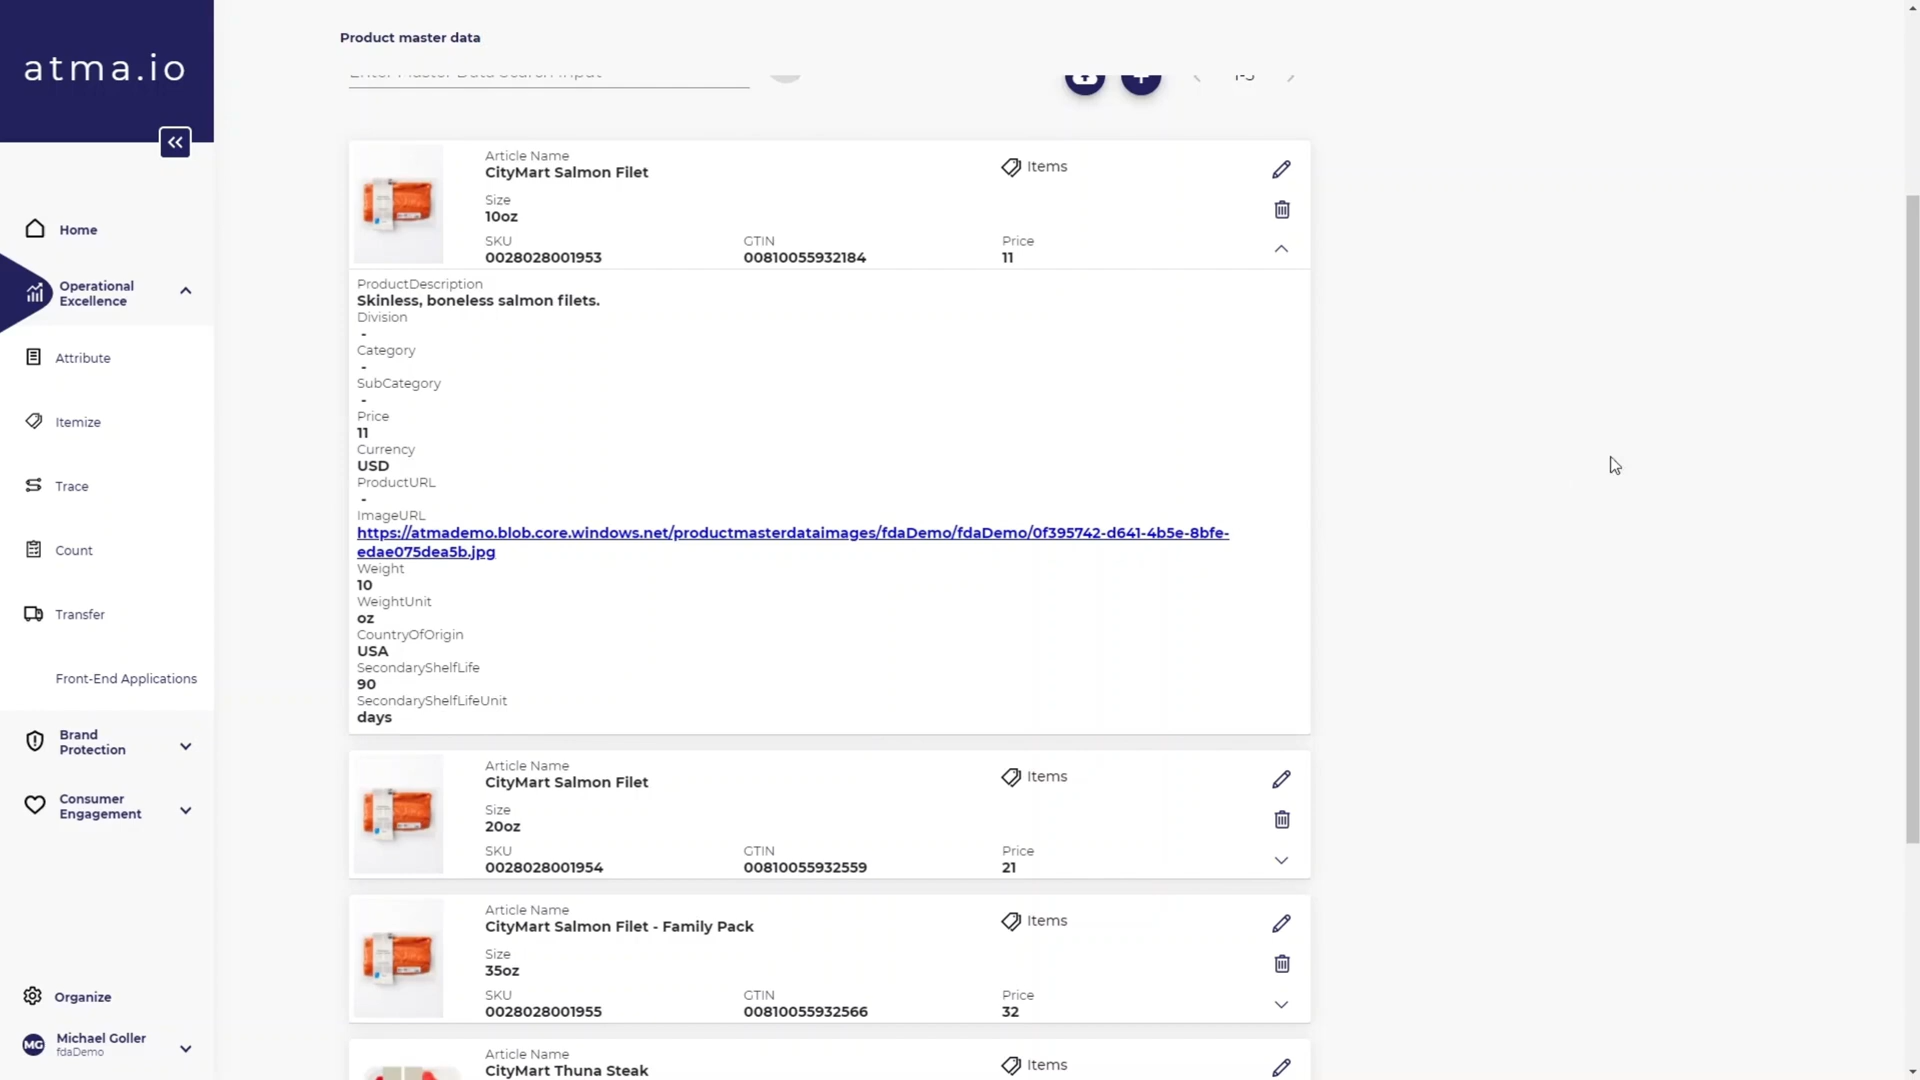 atma.io
Product master data
1-5
Home
Operational
Excellence
Attribute
Itemize
Trace
Count
Transfer
Front-End Applications
Brand
Protection
Consumer
Engagement
Organize
MG
Michael Goller
fdaDemo
Article Name
CityMart Salmon Filet
Items
Size
10oz
SKU GTIN Price
0028028001953 00810055932184 11
ProductDescription
Skinless, boneless salmon filets.
Division
-
Category
-
SubCategory
-
Price
11
Currency
USD
ProductURL
-
ImageURL
https://atmademo.blob.core.windows.net/productmasterdataimages/fdaDemo/fdaDemo/0f395742-d641-4b5e-8bfe-
edae075dea5b.jpg
Weight
10
WeightUnit
oz
CountryOfOrigin
USA
SecondaryShelfLife
90
SecondaryShelfLifeUnit
days
Article Name
CityMart Salmon Filet
Items
Size
20oz
SKU GTIN Price
0028028001954 00810055932559 21
Article Name
CityMart Salmon Filet - Family Pack
Items
Size
35oz
SKU GTIN Price
0028028001955 00810055932566 32
Article Name
CityMart Thuna Steak
Items